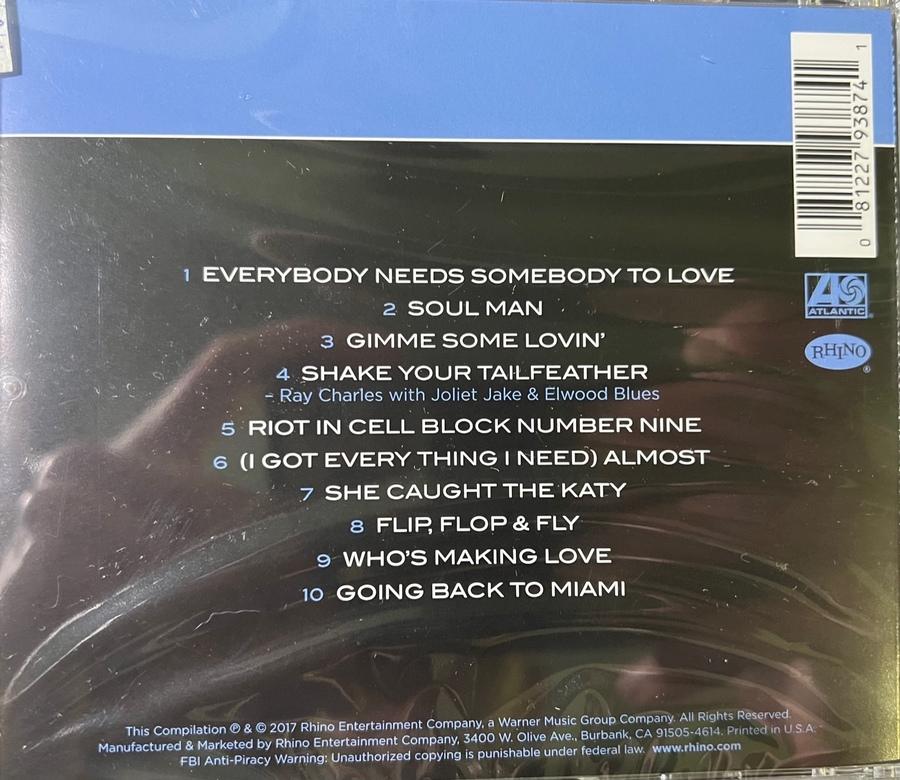 1 EVERYBODY NEEDS SOMEBODY TO LOVE
2 SOUL MAN
3 GIMME SOME LOVIN'
4 SHAKE YOUR TAILFEATHER
- Ray Charles with Joliet Jake & Elwood Blues
5 RIOT IN CELL BLOCK NUMBER NINE
6 (I GOT EVERY THING I NEED) ALMOST
7 SHE CAUGHT THE KATY
8 FLIP, FLOP & FLY
9 WHO'S MAKING LOVE
10 GOING BACK TO MIAMI
0 81227 93874 1
ATLANTIC®
RHINO®
This Compilation ℗ & © 2017 Rhino Entertainment Company, a Warner Music Group Company. All Rights Reserved.
Manufactured & Marketed by Rhino Entertainment Company, 3400 W. Olive Ave., Burbank, CA 91505-4614. Printed in U.S.A.
FBI Anti-Piracy Warning: Unauthorized copying is punishable under federal law. www.rhino.com